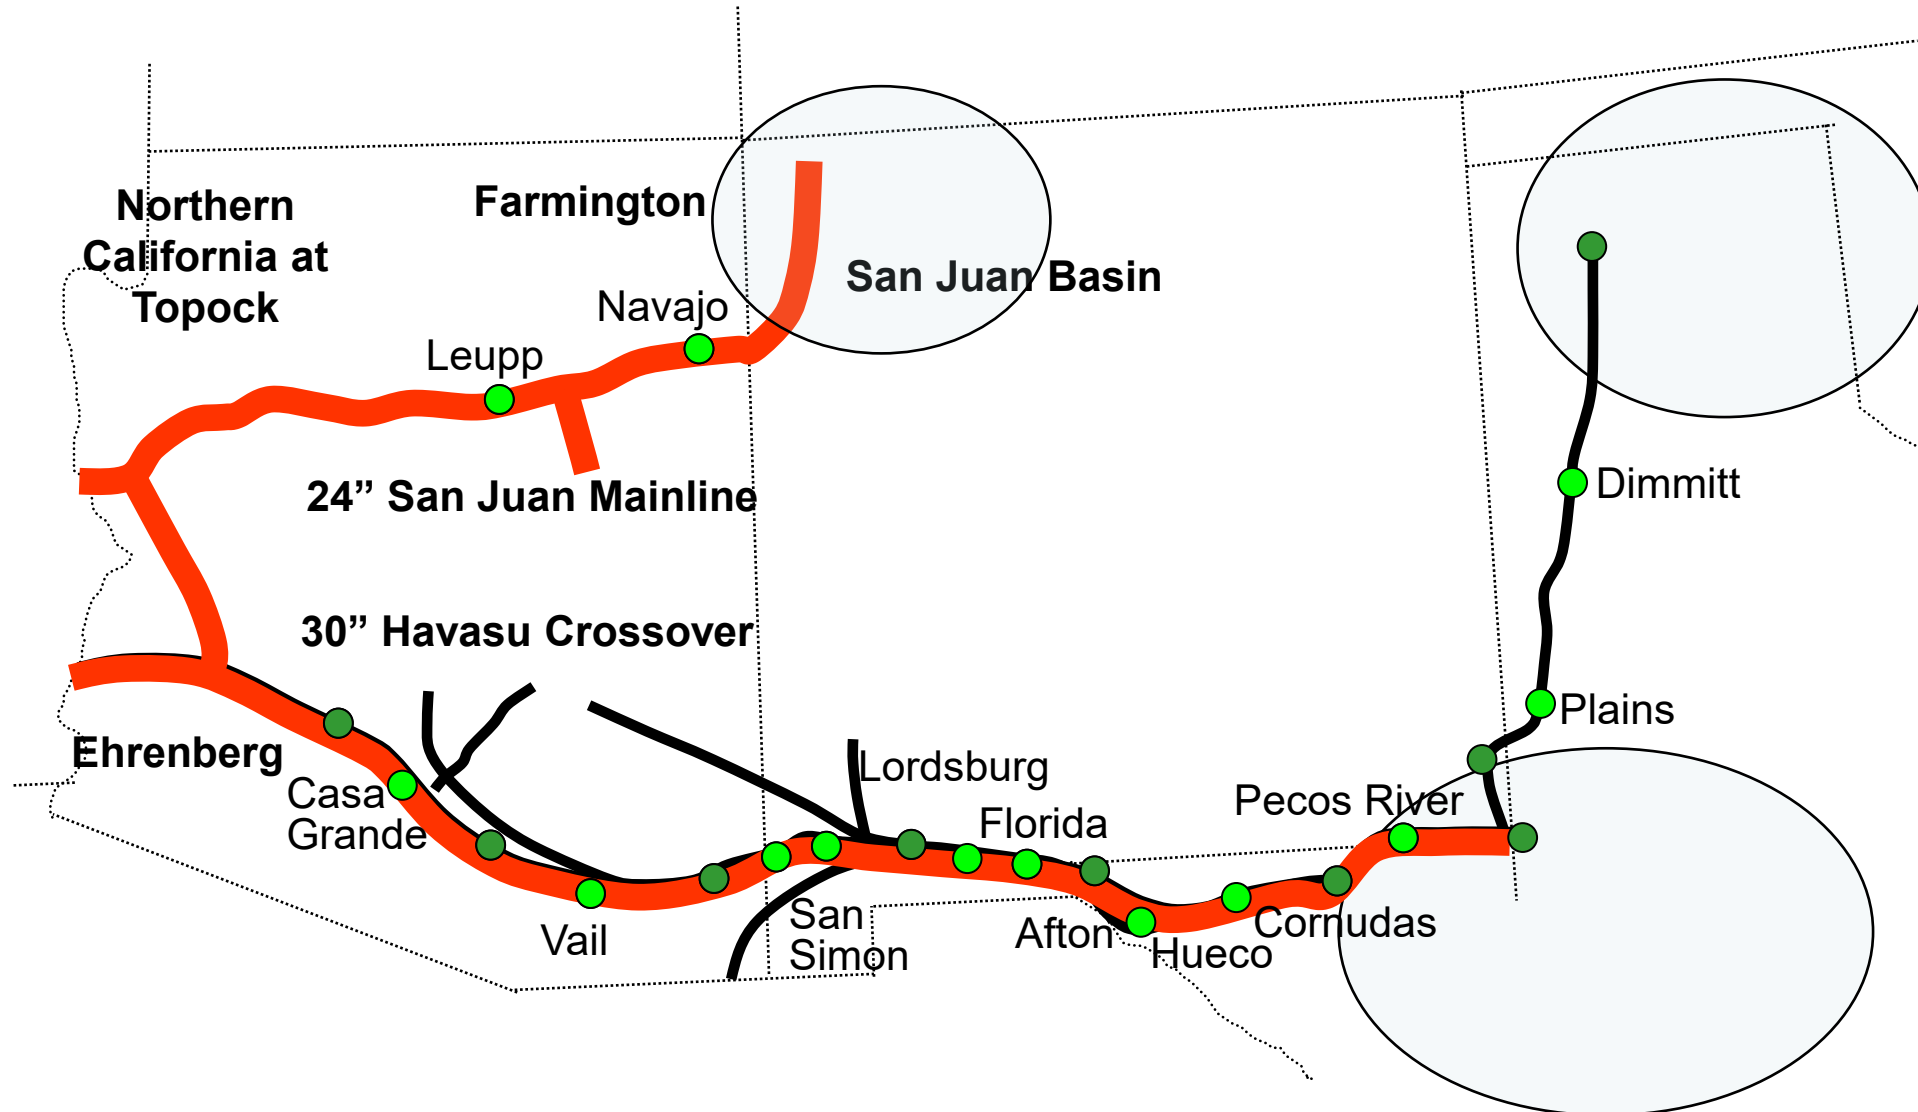 Northern
California at
Topock
Farmington
San Juan Basin
Navajo
Leupp
24” San Juan Mainline
Dimmitt
30” Havasu Crossover
Plains
Ehrenberg
Casa
Grande
Lordsburg
Florida
Pecos River
Vail
San
Simon
Afton
Hueco
Cornudas